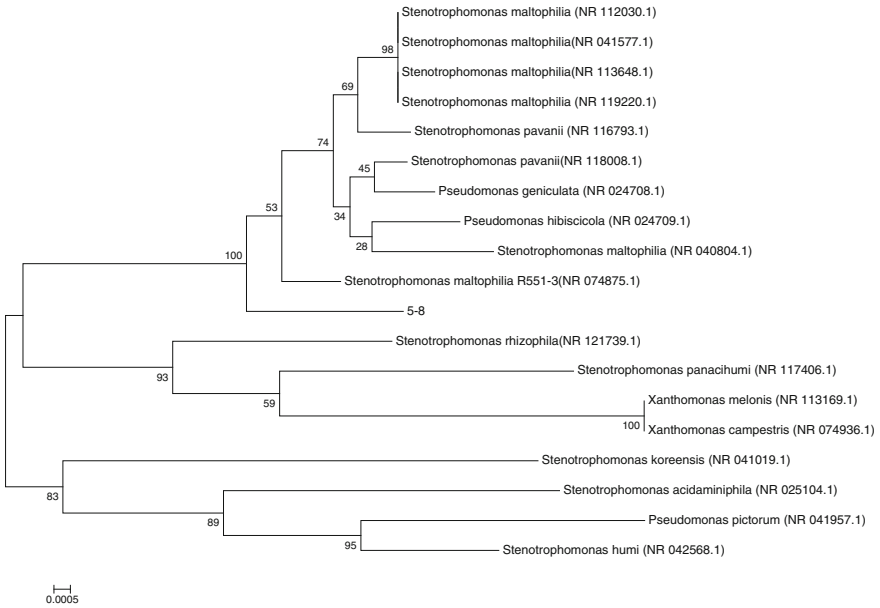 Stenotrophomonas maltophilia (NR 112030.1)
Stenotrophomonas maltophilia(NR 041577.1)
98
Stenotrophomonas maltophilia(NR 113648.1)
Stenotrophomonas maltophilia (NR 119220.1)
69
Stenotrophomonas pavanii (NR 116793.1)
74
Stenotrophomonas pavanii(NR 118008.1)
45
Pseudomonas geniculata (NR 024708.1)
53
34
Pseudomonas hibiscicola (NR 024709.1)
28
Stenotrophomonas maltophilia (NR 040804.1)
100
Stenotrophomonas maltophilia R551-3(NR 074875.1)
5-8
Stenotrophomonas rhizophila(NR 121739.1)
93
Stenotrophomonas panacihumi (NR 117406.1)
59
Xanthomonas melonis (NR 113169.1)
100
Xanthomonas campestris (NR 074936.1)
Stenotrophomonas koreensis (NR 041019.1)
83
Stenotrophomonas acidaminiphila (NR 025104.1)
89
Pseudomonas pictorum (NR 041957.1)
95
Stenotrophomonas humi (NR 042568.1)
0.0005